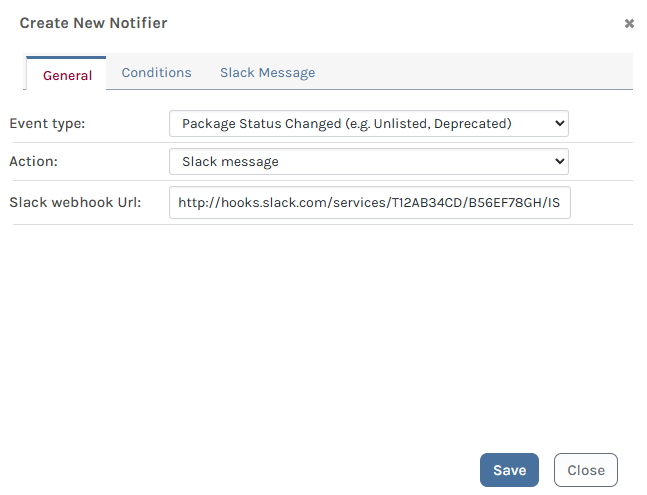 Create New Notifier
General Conditions Slack Message
Event type: Package Status Changed (e.g. Unlisted, Deprecated)
Action: Slack message
Slack webhook Url: http://hooks.slack.com/services/T12AB34CD/B56EF78GH/IS
Save Close